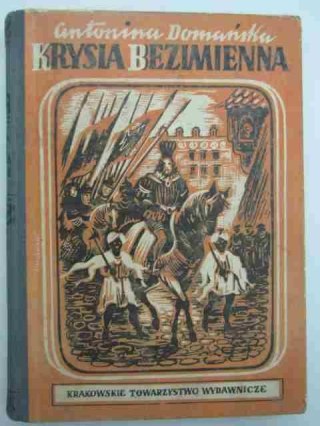 Antonina Domańska
KRYSIA BEZIMIENNA
KRAKOWSKIE TOWARZYSTWO WYDAWNICZE